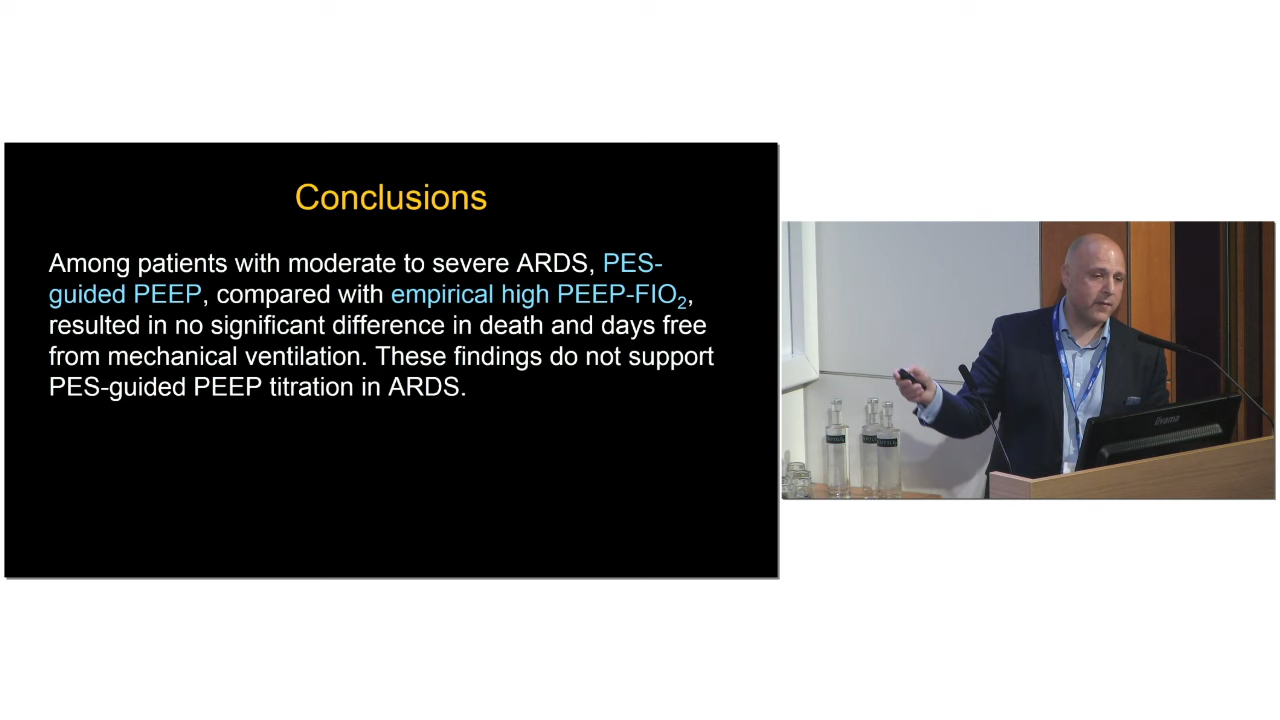 Conclusions
Among patients with moderate to severe ARDS, PES-
guided PEEP, compared with empirical high PEEP-FIO2,
resulted in no significant difference in death and days free
from mechanical ventilation. These findings do not support
PES-guided PEEP titration in ARDS.
iiyama